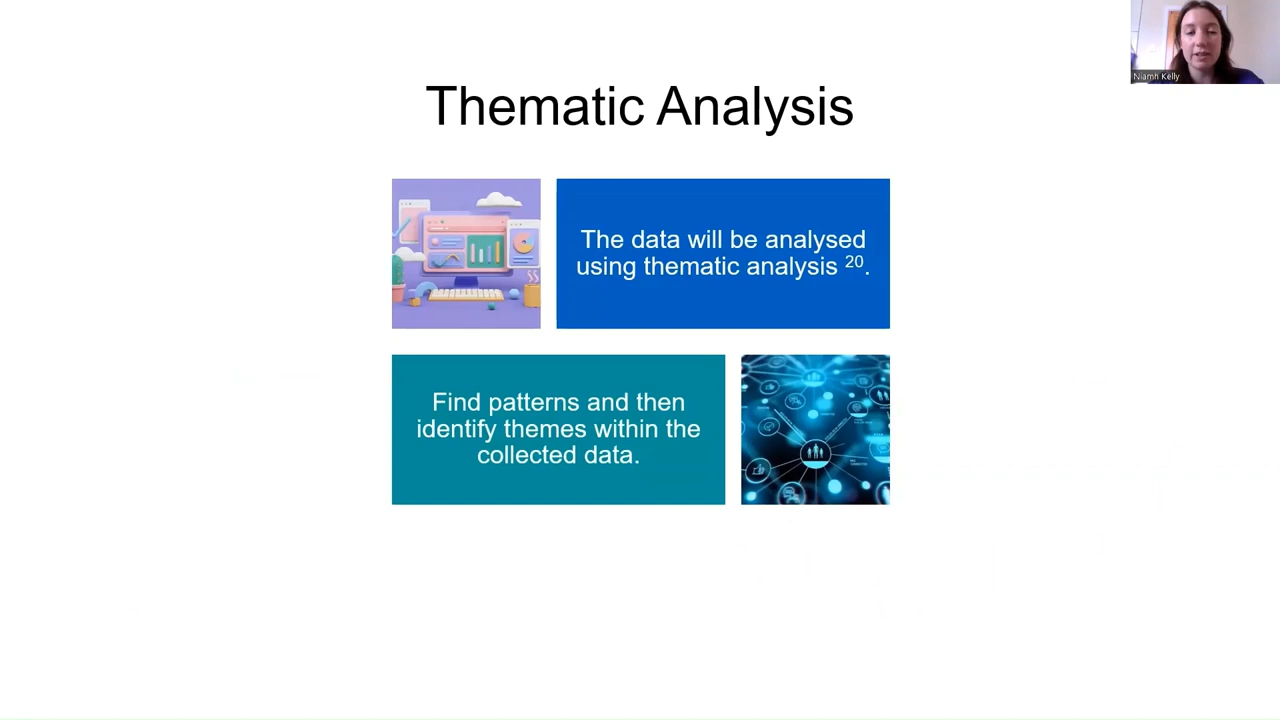 Niamh Kelly
Thematic Analysis
The data will be analysed
using thematic analysis 20.
Find patterns and then
identify themes within the
collected data.